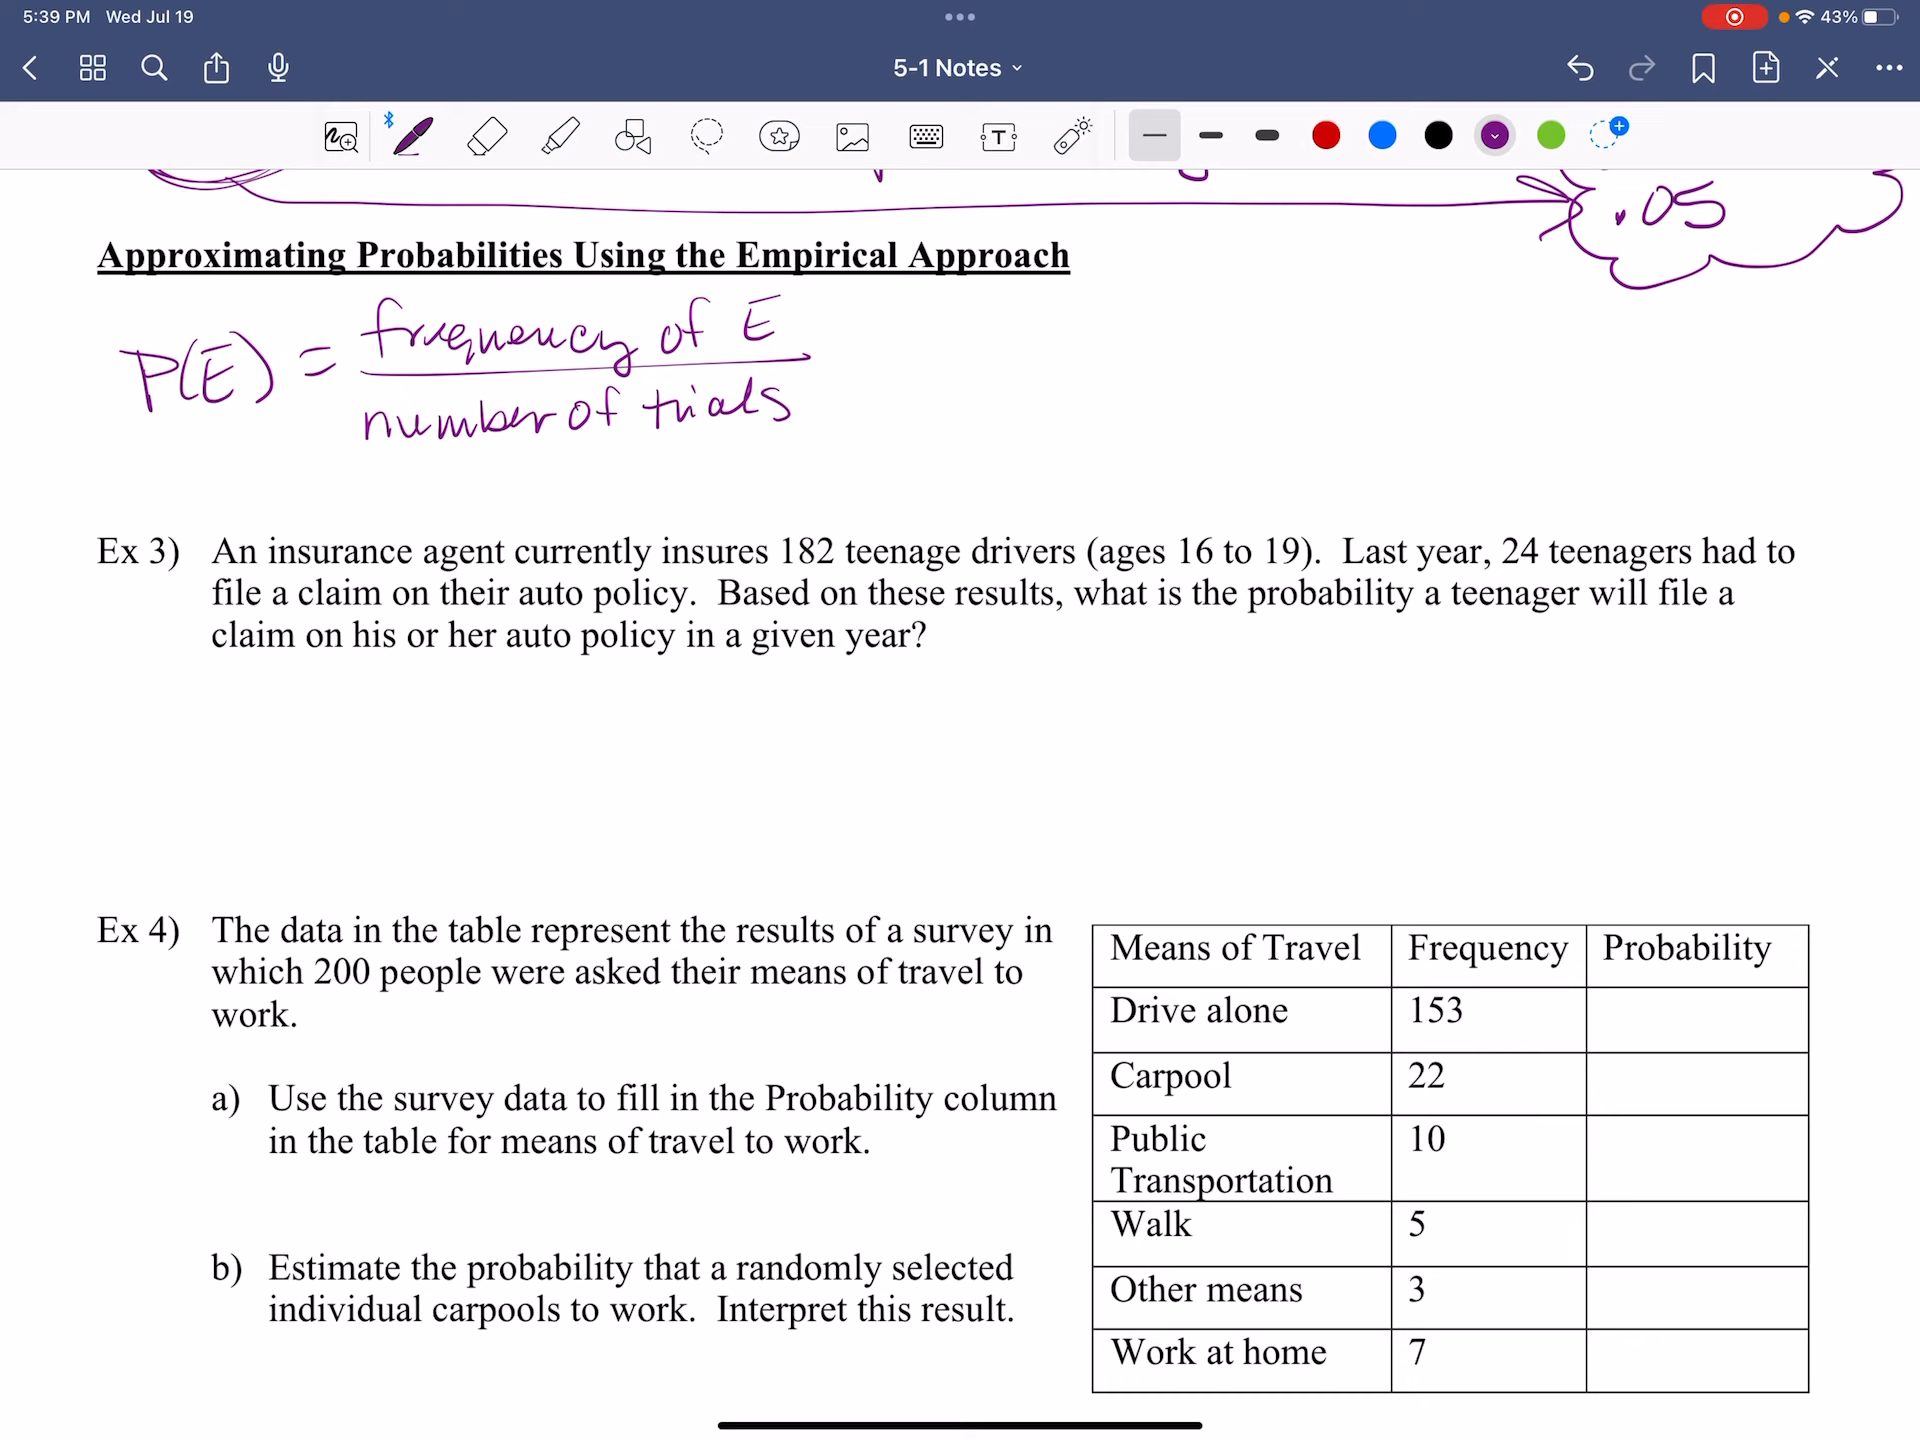 5:39 PM Wed Jul 19
43%
5-1 Notes
T
.05
Approximating Probabilities Using the Empirical Approach
P(E) = frequency of E
number of trials
Ex 3) An insurance agent currently insures 182 teenage drivers (ages 16 to 19). Last year, 24 teenagers had to
file a claim on their auto policy. Based on these results, what is the probability a teenager will file a
claim on his or her auto policy in a given year?
Ex 4) The data in the table represent the results of a survey in
which 200 people were asked their means of travel to
work.
a) Use the survey data to fill in the Probability column
in the table for means of travel to work.
b) Estimate the probability that a randomly selected
individual carpools to work. Interpret this result.
Means of Travel Frequency Probability
Drive alone 153
Carpool 22
Public 10
Transportation
Walk 5
Other means 3
Work at home 7